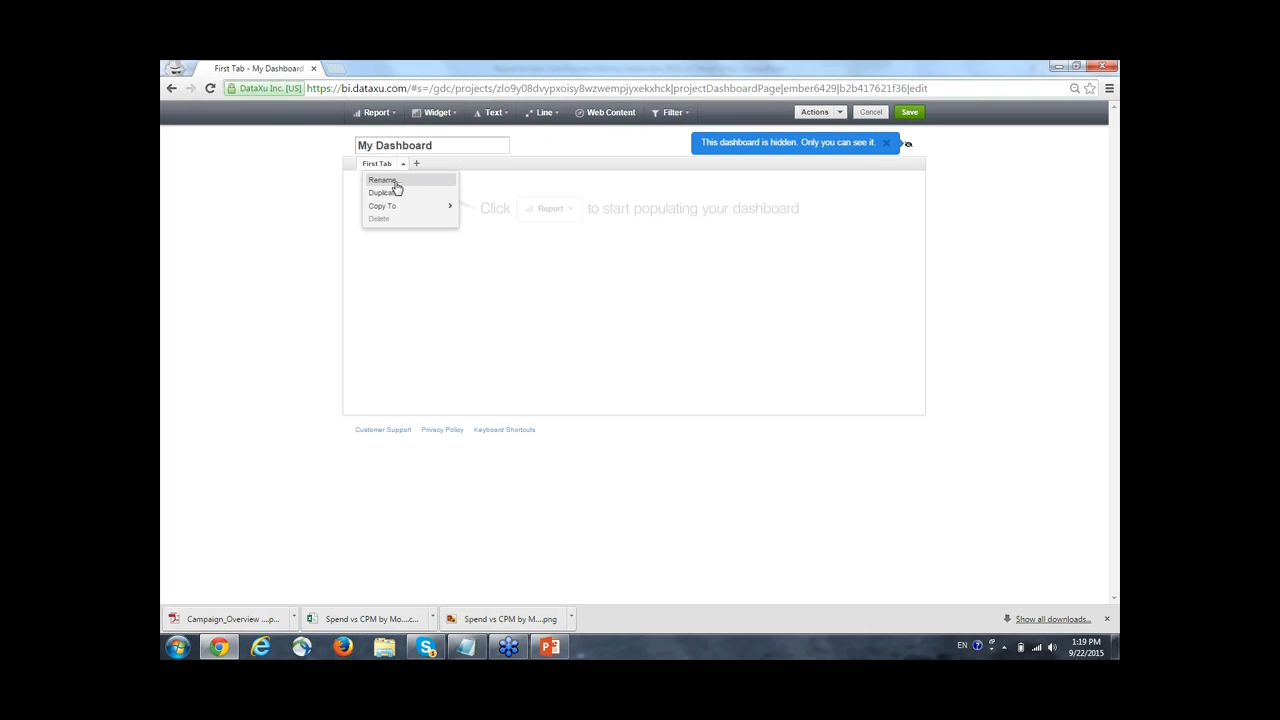 First Tab - My Dashboard
DataXu Inc. [US] https://bi.dataxu.com/#s=/gdc/projects/zlo9y08dvypxoisy8wzwempjyxekxhck|projectDashboardPage|ember6429|b2b417621f36|edit
Report Widget Text Line Web Content Filter Actions Cancel Save
My Dashboard
This dashboard is hidden. Only you can see it.
First Tab +
Rename
Copy To
Delete
Click Report to start populating your dashboard
Customer Support Privacy Policy Keyboard Shortcuts
Campaign_Overview ....p... Spend vs CPM by Mo....c... Spend vs CPM by M....png Show all downloads...
EN 1:19 PM
9/22/2015